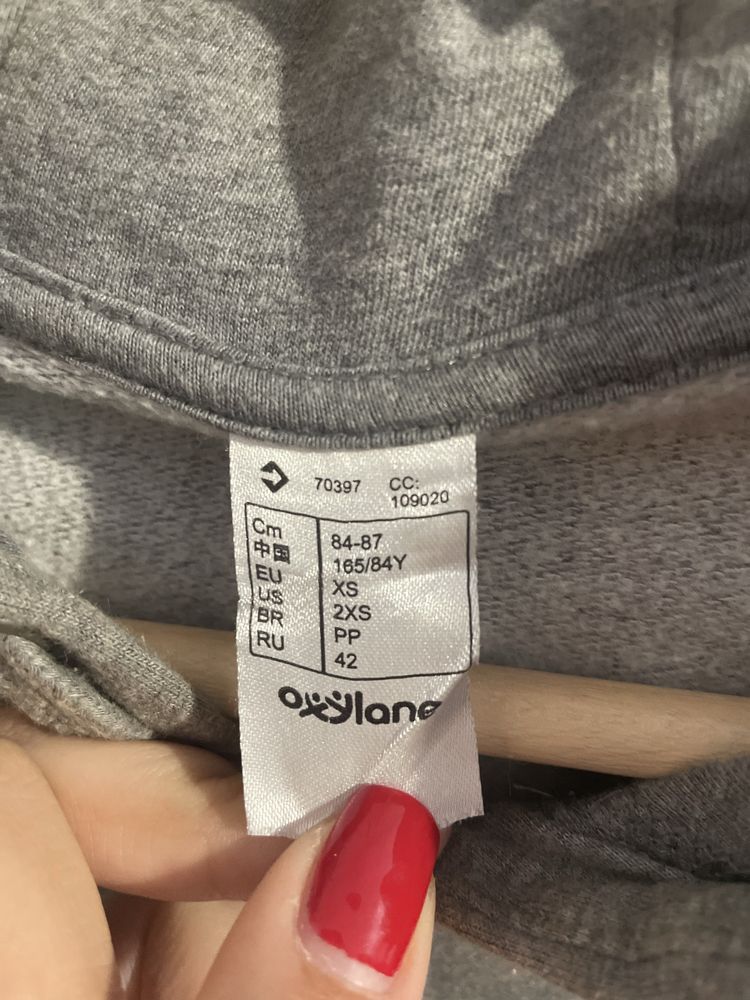 70397 CC:
109020
Cm 84-87
中国 165/84Y
EU XS
US 2XS
BR PP
RU 42
oxylane